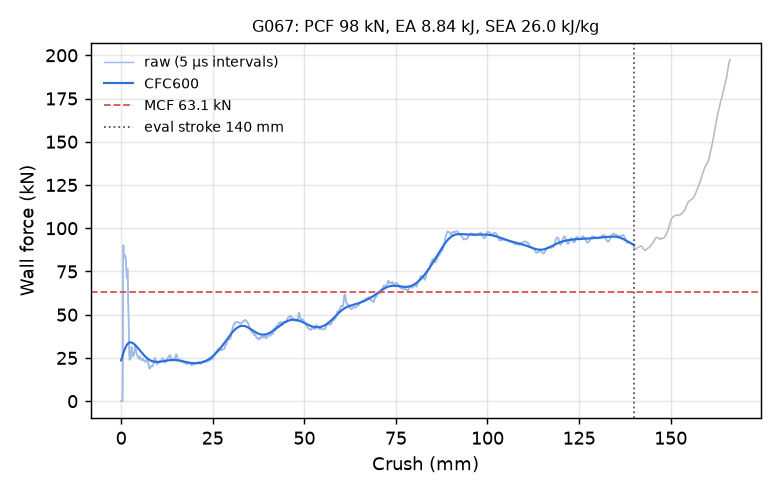 G067: PCF 98 kN, EA 8.84 kJ, SEA 26.0 kJ/kg
raw (5 µs intervals)
CFC600
MCF 63.1 kN
eval stroke 140 mm
Wall force (kN)
200
175
150
125
100
75
50
25
0
0 25 50 75 100 125 150
Crush (mm)